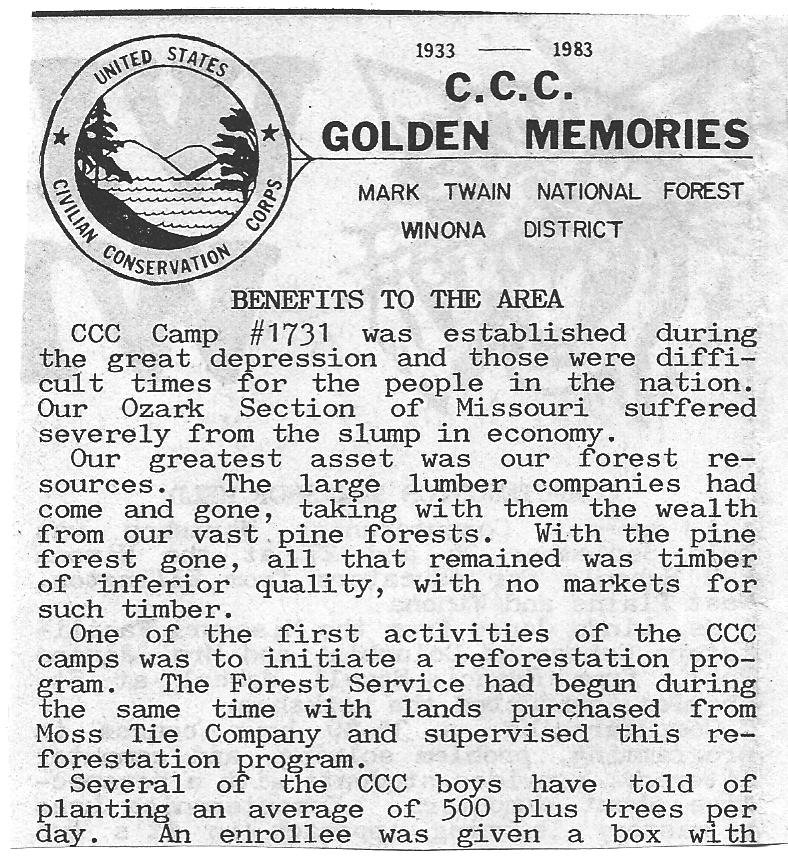 UNITED STATES
CIVILIAN CONSERVATION CORPS
1933 —— 1983
C.C.C.
GOLDEN MEMORIES
MARK TWAIN NATIONAL FOREST
WINONA DISTRICT
BENEFITS TO THE AREA
CCC Camp #1731 was established during
the great depression and those were diffi-
cult times for the people in the nation.
Our Ozark Section of Missouri suffered
severely from the slump in economy.
Our greatest asset was our forest re-
sources. The large lumber companies had
come and gone, taking with them the wealth
from our vast pine forests. With the pine
forest gone, all that remained was timber
of inferior quality, with no markets for
such timber.
One of the first activities of the CCC
camps was to initiate a reforestation pro-
gram. The Forest Service had begun during
the same time with lands purchased from
Moss Tie Company and supervised this re-
forestation program.
Several of the CCC boys have told of
planting an average of 500 plus trees per
day. An enrollee was given a box with